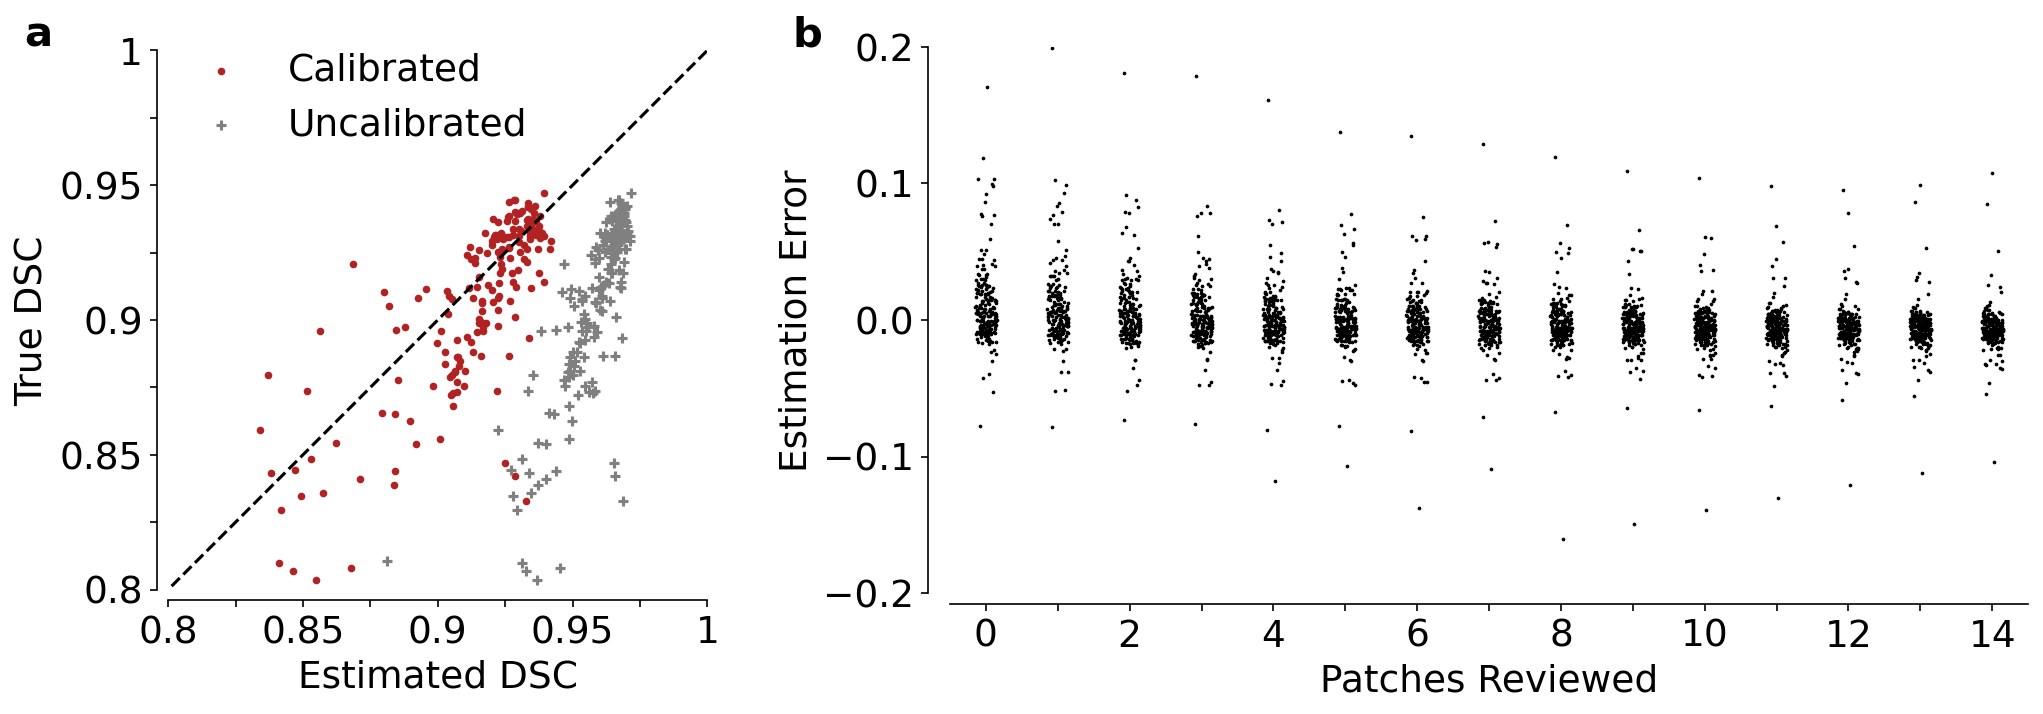 a
1
0.95
0.9
0.85
0.8
True DSC
Calibrated
Uncalibrated
0.8 0.85 0.9 0.95 1
Estimated DSC
b
0.2
0.1
0.0
−0.1
−0.2
Estimation Error
0 2 4 6 8 10 12 14
Patches Reviewed